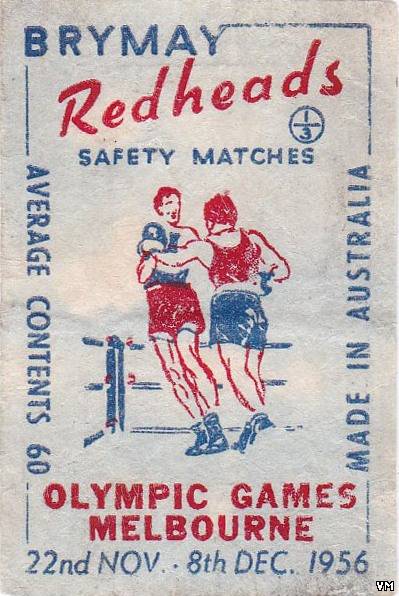 BRYMAY
Redheads
1/3
SAFETY MATCHES
AVERAGE CONTENTS 60
MADE IN AUSTRALIA
OLYMPIC GAMES
MELBOURNE
22nd NOV. - 8th DEC. 1956
VM